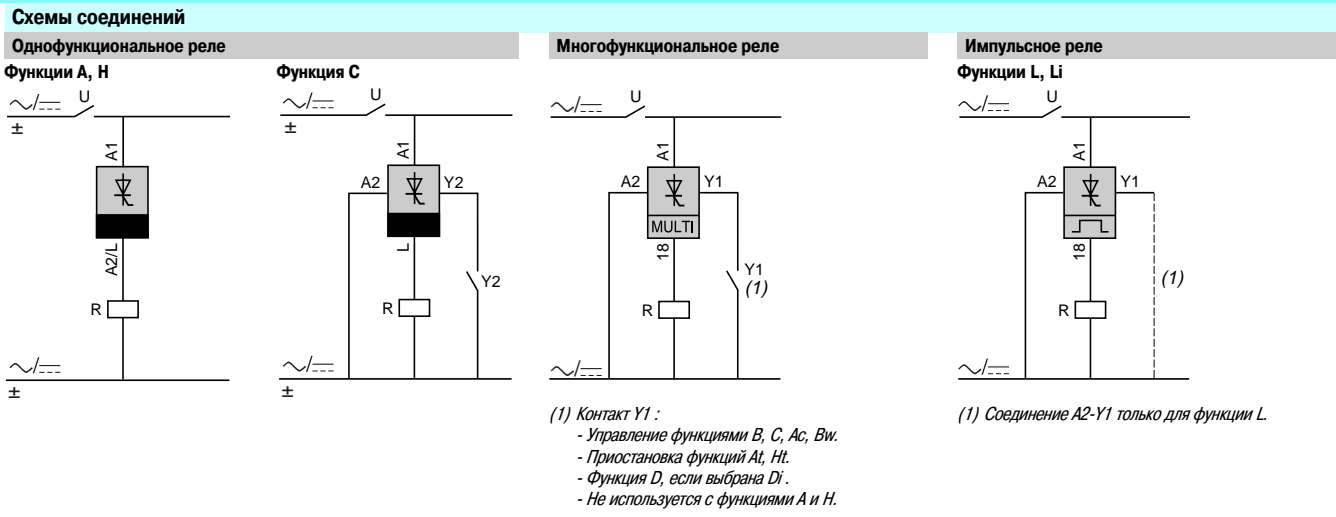 Схемы соединений
Однофункциональное реле
Функции A, H
U
±
A1
A2/L
R
±
Функция C
U
±
A1
A2
Y2
L
Y2
R
±
Многофункциональное реле
U
A1
A2
Y1
MULTI
18
Y1
(1)
R
(1) Контакт Y1 :
- Управление функциями B, C, Ac, Bw.
- Приостановка функций At, Ht.
- Функция D, если выбрана Di .
- Не используется с функциями A и H.
Импульсное реле
Функции L, Li
U
A1
A2
Y1
18
(1)
R
(1) Соединение A2-Y1 только для функции L.